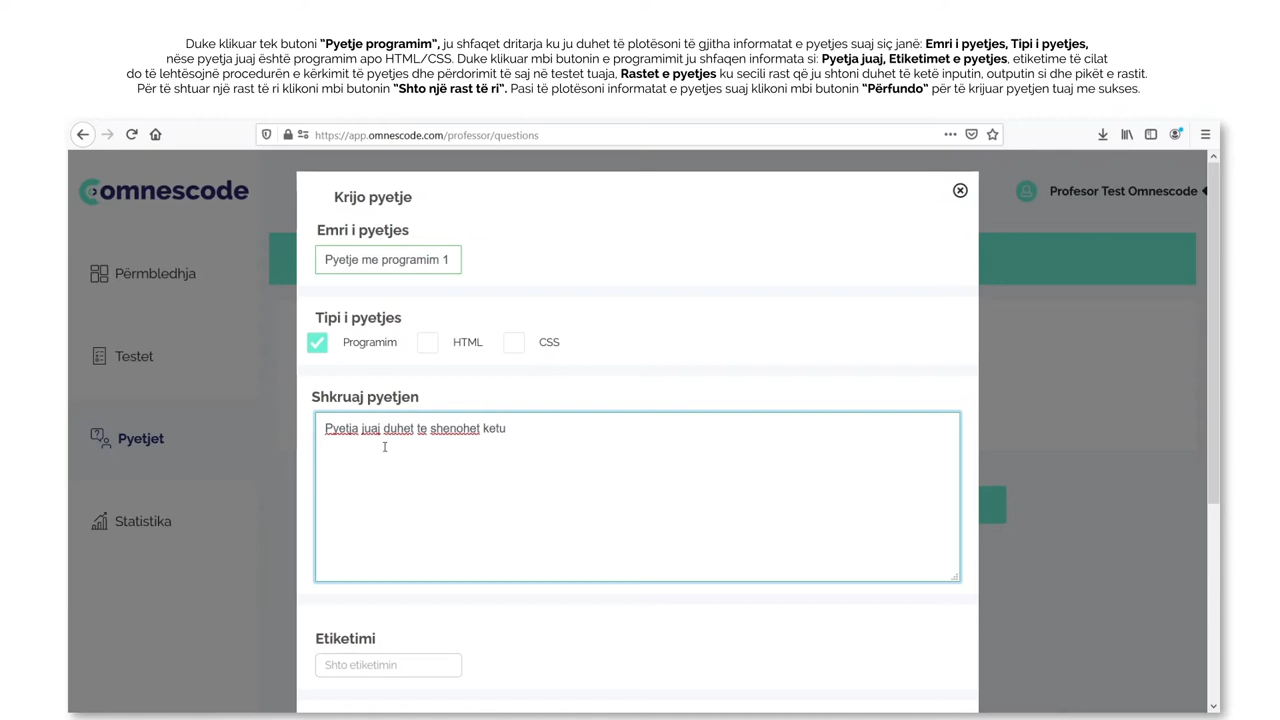 Duke klikuar tek butoni "Pyetje programim", ju shfaqet dritarja ku ju duhet të plotësoni të gjitha informatat e pyetjes suaj siç janë: Emri i pyetjes, Tipi i pyetjes,
nëse pyetja juaj është programim apo HTML/CSS. Duke klikuar mbi butonin e programimit ju shfaqen informata si: Pyetja juaj, Etiketimet e pyetjes, etiketime të cilat
do të lehtësojnë procedurën e kërkimit të pyetjes dhe përdorimit të saj në testet tuaja, Rastet e pyetjes ku secili rast që ju shtoni duhet të ketë inputin, outputin si dhe pikët e rastit.
Për të shtuar një rast të ri klikoni mbi butonin "Shto një rast të ri". Pasi të plotësoni informatat e pyetjes suaj klikoni mbi butonin "Përfundo" për të krijuar pyetjen tuaj me sukses.
https://app.omnescode.com/professor/questions
omnescode
Profesor Test Omnescode
Krijo pyetje
Emri i pyetjes
Pyetje me programim 1
Përmbledhja
Tipi i pyetjes
Programim HTML CSS
Testet
Shkruaj pyetjen
Pyetja juaj duhet te shenohet ketu
Pyetjet
Statistika
Etiketimi
Shto etiketimin